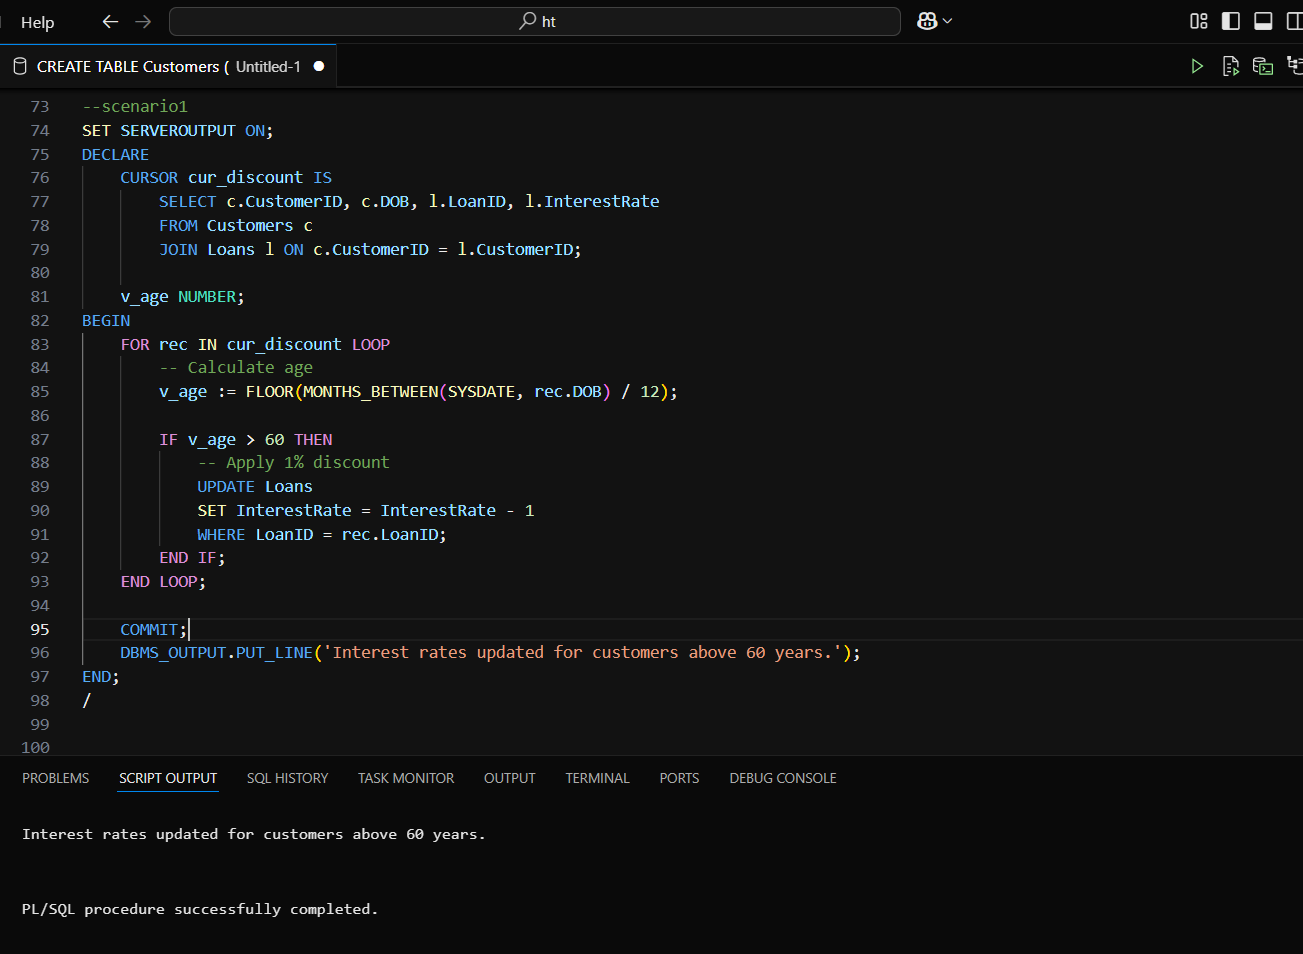 Help
ht
CREATE TABLE Customers ( Untitled-1
73 --scenario1
74 SET SERVEROUTPUT ON;
75 DECLARE
76 CURSOR cur_discount IS
77 SELECT c.CustomerID, c.DOB, l.LoanID, l.InterestRate
78 FROM Customers c
79 JOIN Loans l ON c.CustomerID = l.CustomerID;
80
81 v_age NUMBER;
82 BEGIN
83 FOR rec IN cur_discount LOOP
84 -- Calculate age
85 v_age := FLOOR(MONTHS_BETWEEN(SYSDATE, rec.DOB) / 12);
86
87 IF v_age > 60 THEN
88 -- Apply 1% discount
89 UPDATE Loans
90 SET InterestRate = InterestRate - 1
91 WHERE LoanID = rec.LoanID;
92 END IF;
93 END LOOP;
94
95 COMMIT;
96 DBMS_OUTPUT.PUT_LINE('Interest rates updated for customers above 60 years.');
97 END;
98 /
99
100
PROBLEMS SCRIPT OUTPUT SQL HISTORY TASK MONITOR OUTPUT TERMINAL PORTS DEBUG CONSOLE
Interest rates updated for customers above 60 years.
PL/SQL procedure successfully completed.